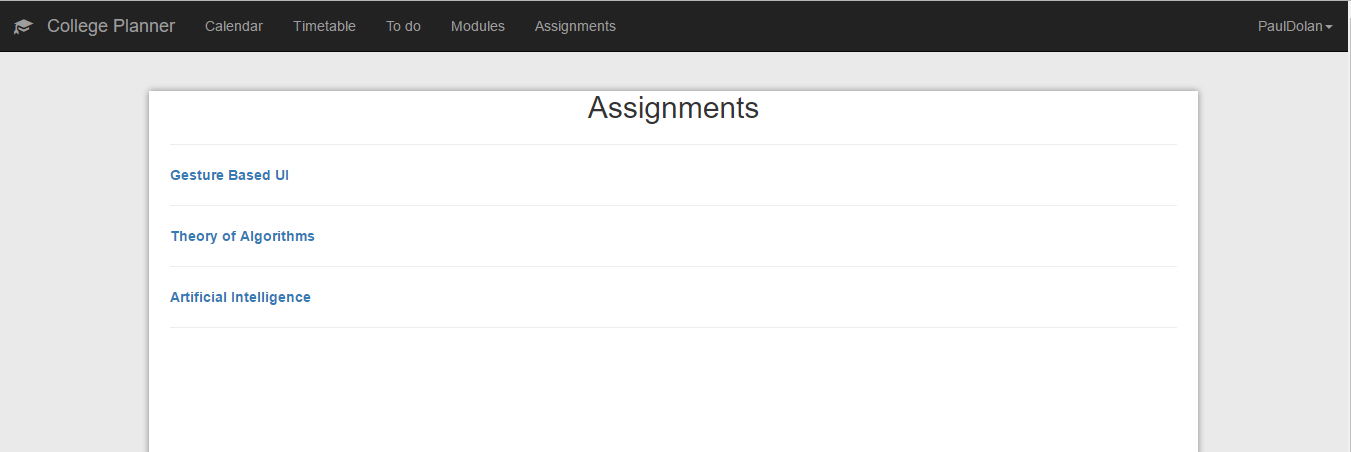 College Planner Calendar Timetable To do Modules Assignments PaulDolan
Assignments
Gesture Based UI
Theory of Algorithms
Artificial Intelligence